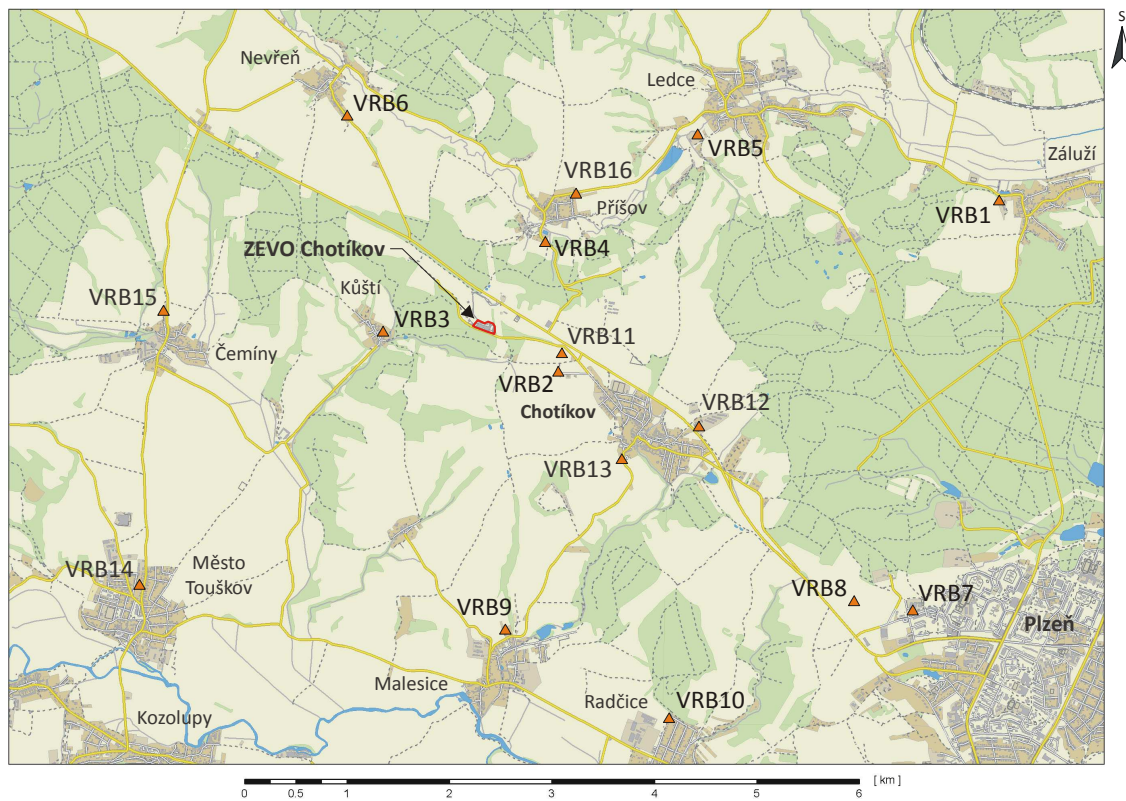 S
Nevřeň
Ledce
VRB6
VRB5
Záluží
VRB16
Příšov
VRB1
VRB4
ZEVO Chotíkov
Kůští
VRB15
VRB3
Čemíny
VRB11
VRB2
Chotíkov
VRB12
VRB13
Město
Touškov
VRB14
VRB8
VRB7
VRB9
Plzeň
Malesice
Radčice
VRB10
Kozolupy
0 0.5 1 2 3 4 5 6 [ km ]